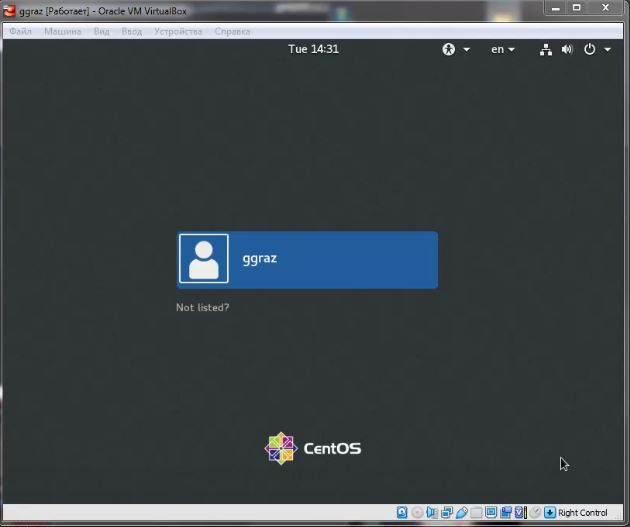 ggraz [Работает] - Oracle VM VirtualBox
Файл Машина Вид Ввод Устройства Справка
Tue 14:31 en
ggraz
Not listed?
CentOS
Right Control